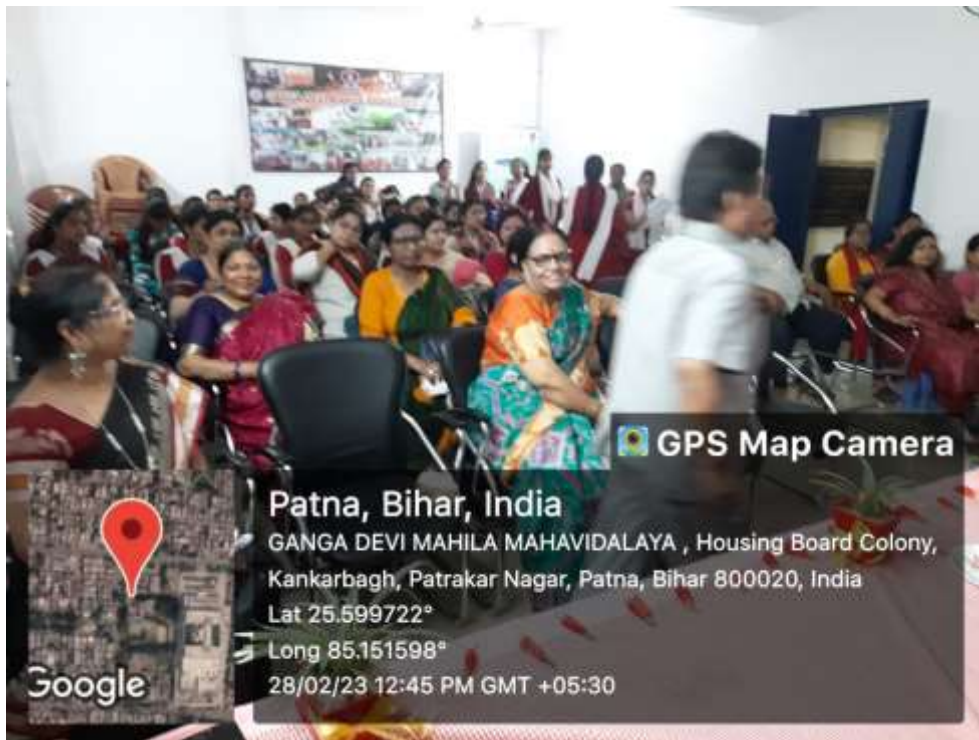 GPS Map Camera
Patna, Bihar, India
GANGA DEVI MAHILA MAHAVIDALAYA , Housing Board Colony,
Kankarbagh, Patrakar Nagar, Patna, Bihar 800020, India
Lat 25.599722°
Long 85.151598°
28/02/23 12:45 PM GMT +05:30
Google